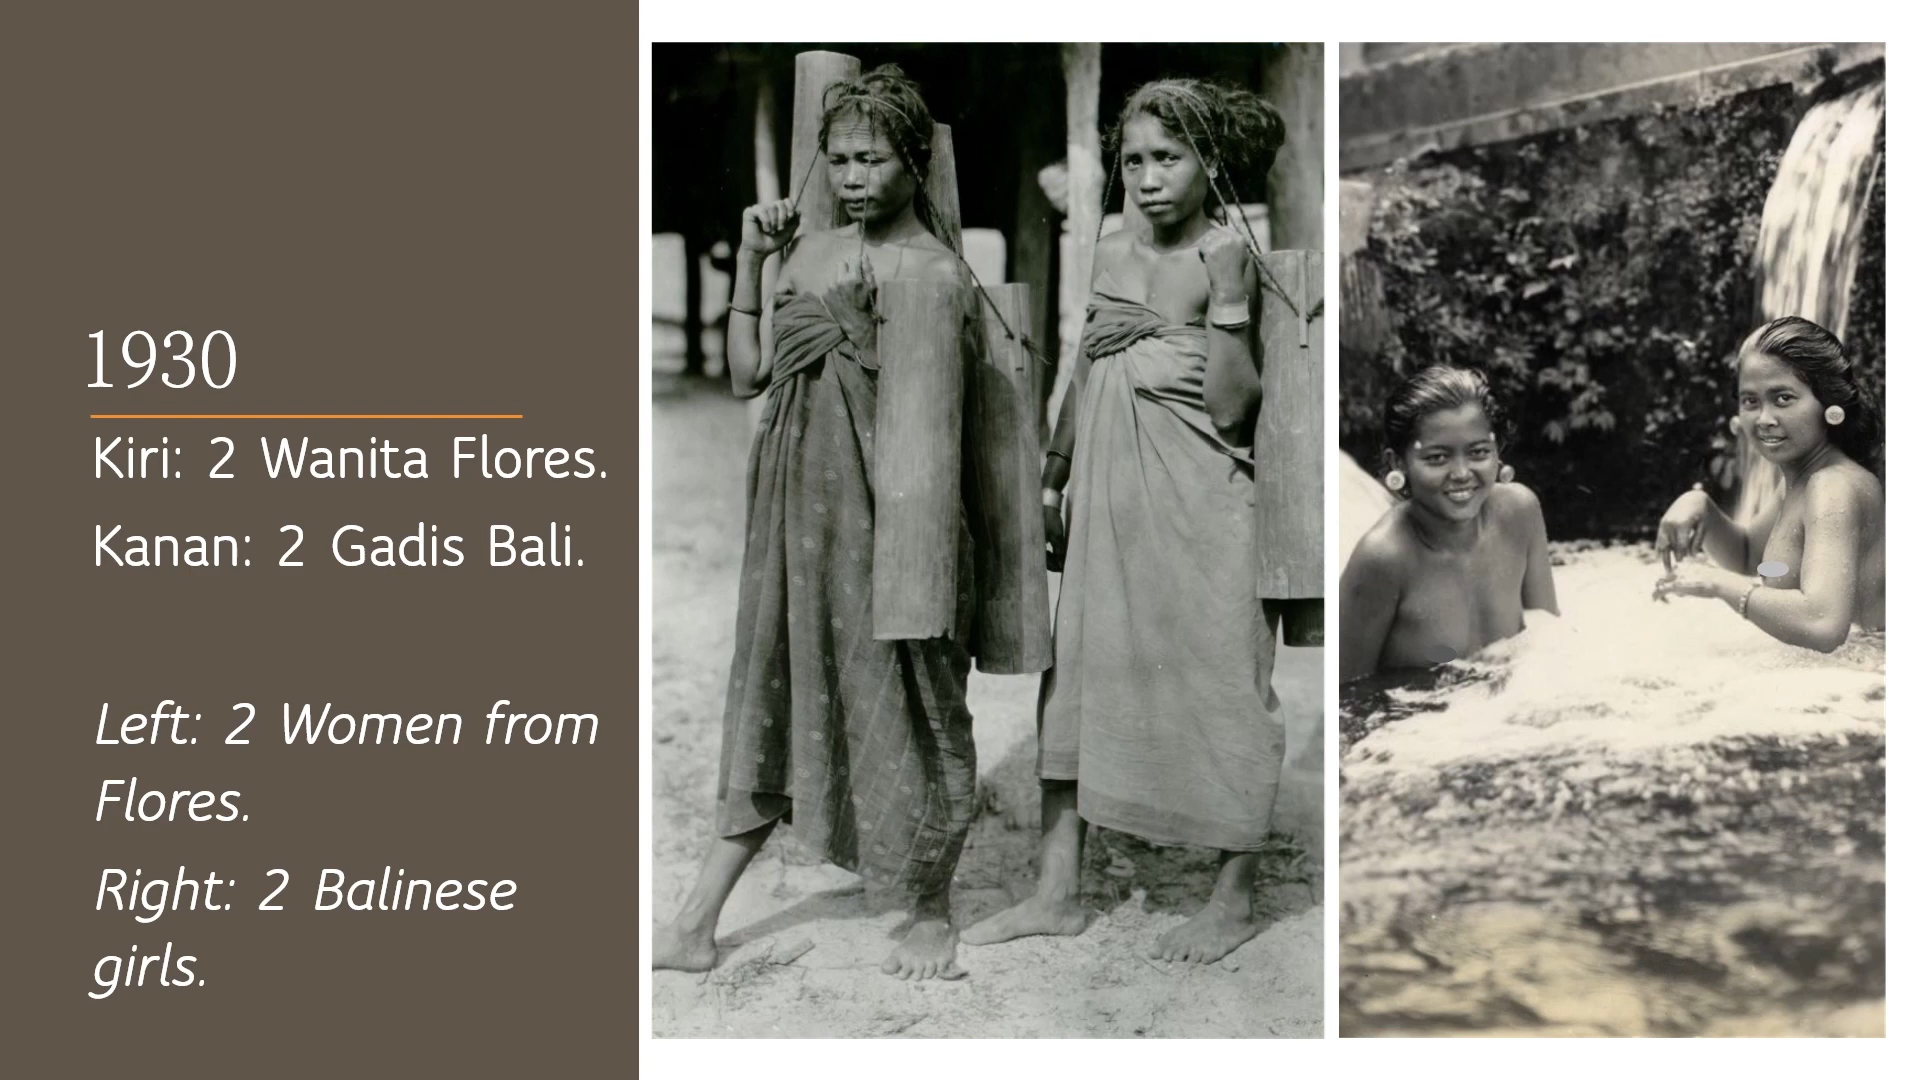 1930
Kiri: 2 Wanita Flores.
Kanan: 2 Gadis Bali.
Left: 2 Women from
Flores.
Right: 2 Balinese
girls.